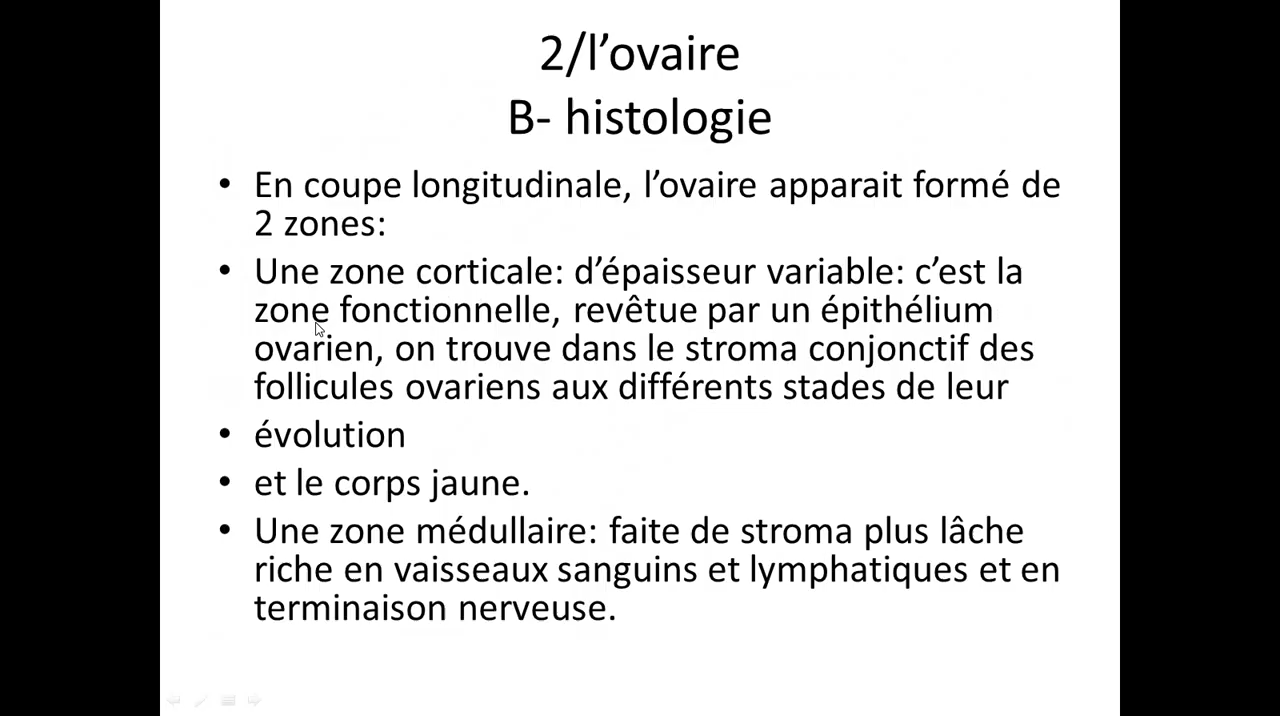 2/l’ovaire
B- histologie
• En coupe longitudinale, l’ovaire apparait formé de
2 zones:
• Une zone corticale: d’épaisseur variable: c’est la
zone fonctionnelle, revêtue par un épithélium
ovarien, on trouve dans le stroma conjonctif des
follicules ovariens aux différents stades de leur
• évolution
• et le corps jaune.
• Une zone médullaire: faite de stroma plus lâche
riche en vaisseaux sanguins et lymphatiques et en
terminaison nerveuse.